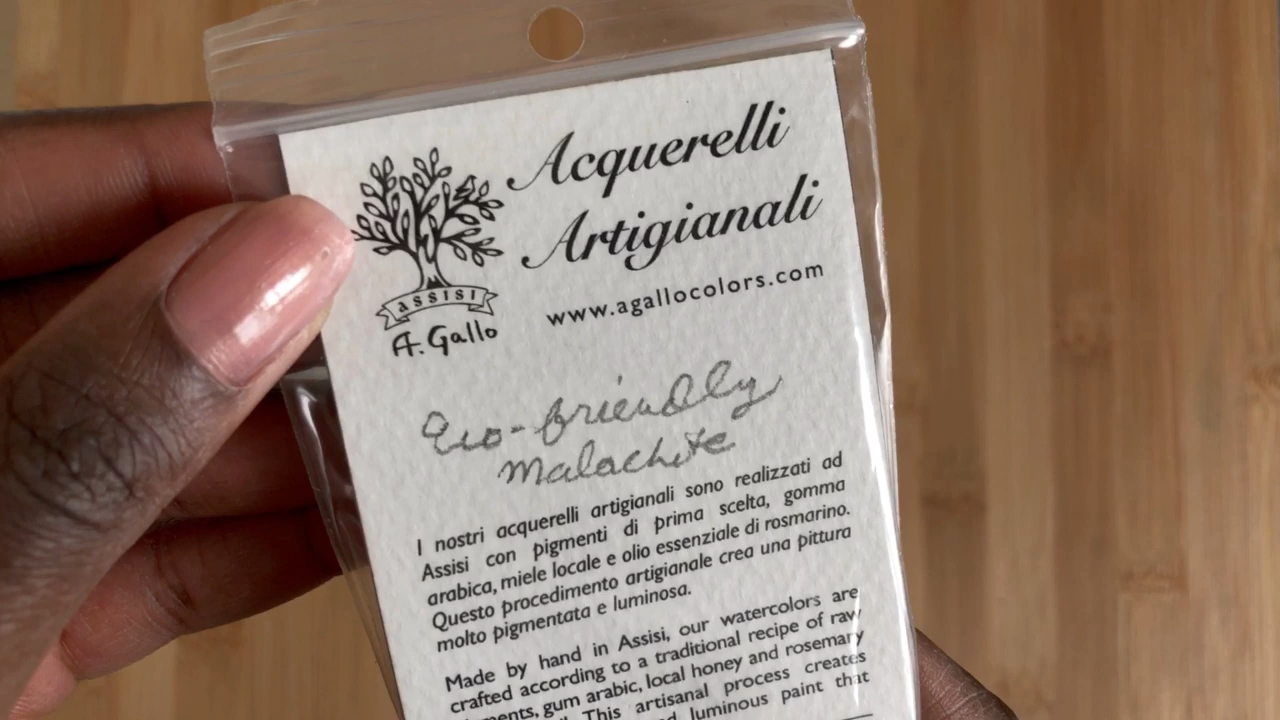 Acquerelli
Artigianali
www.agallocolors.com
ASSISI
A. Gallo
Eco-friendly
Malachite
I nostri acquerelli artigianali sono realizzati ad
Assisi con pigmenti di prima scelta, gomma
arabica, miele locale e olio essenziale di rosmarino.
Questo procedimento artigianale crea una pittura
molto pigmentata e luminosa.
Made by hand in Assisi, our watercolors are
crafted according to a traditional recipe of raw
gum arabic, local honey and rosemary
This artisanal process creates
luminous paint that